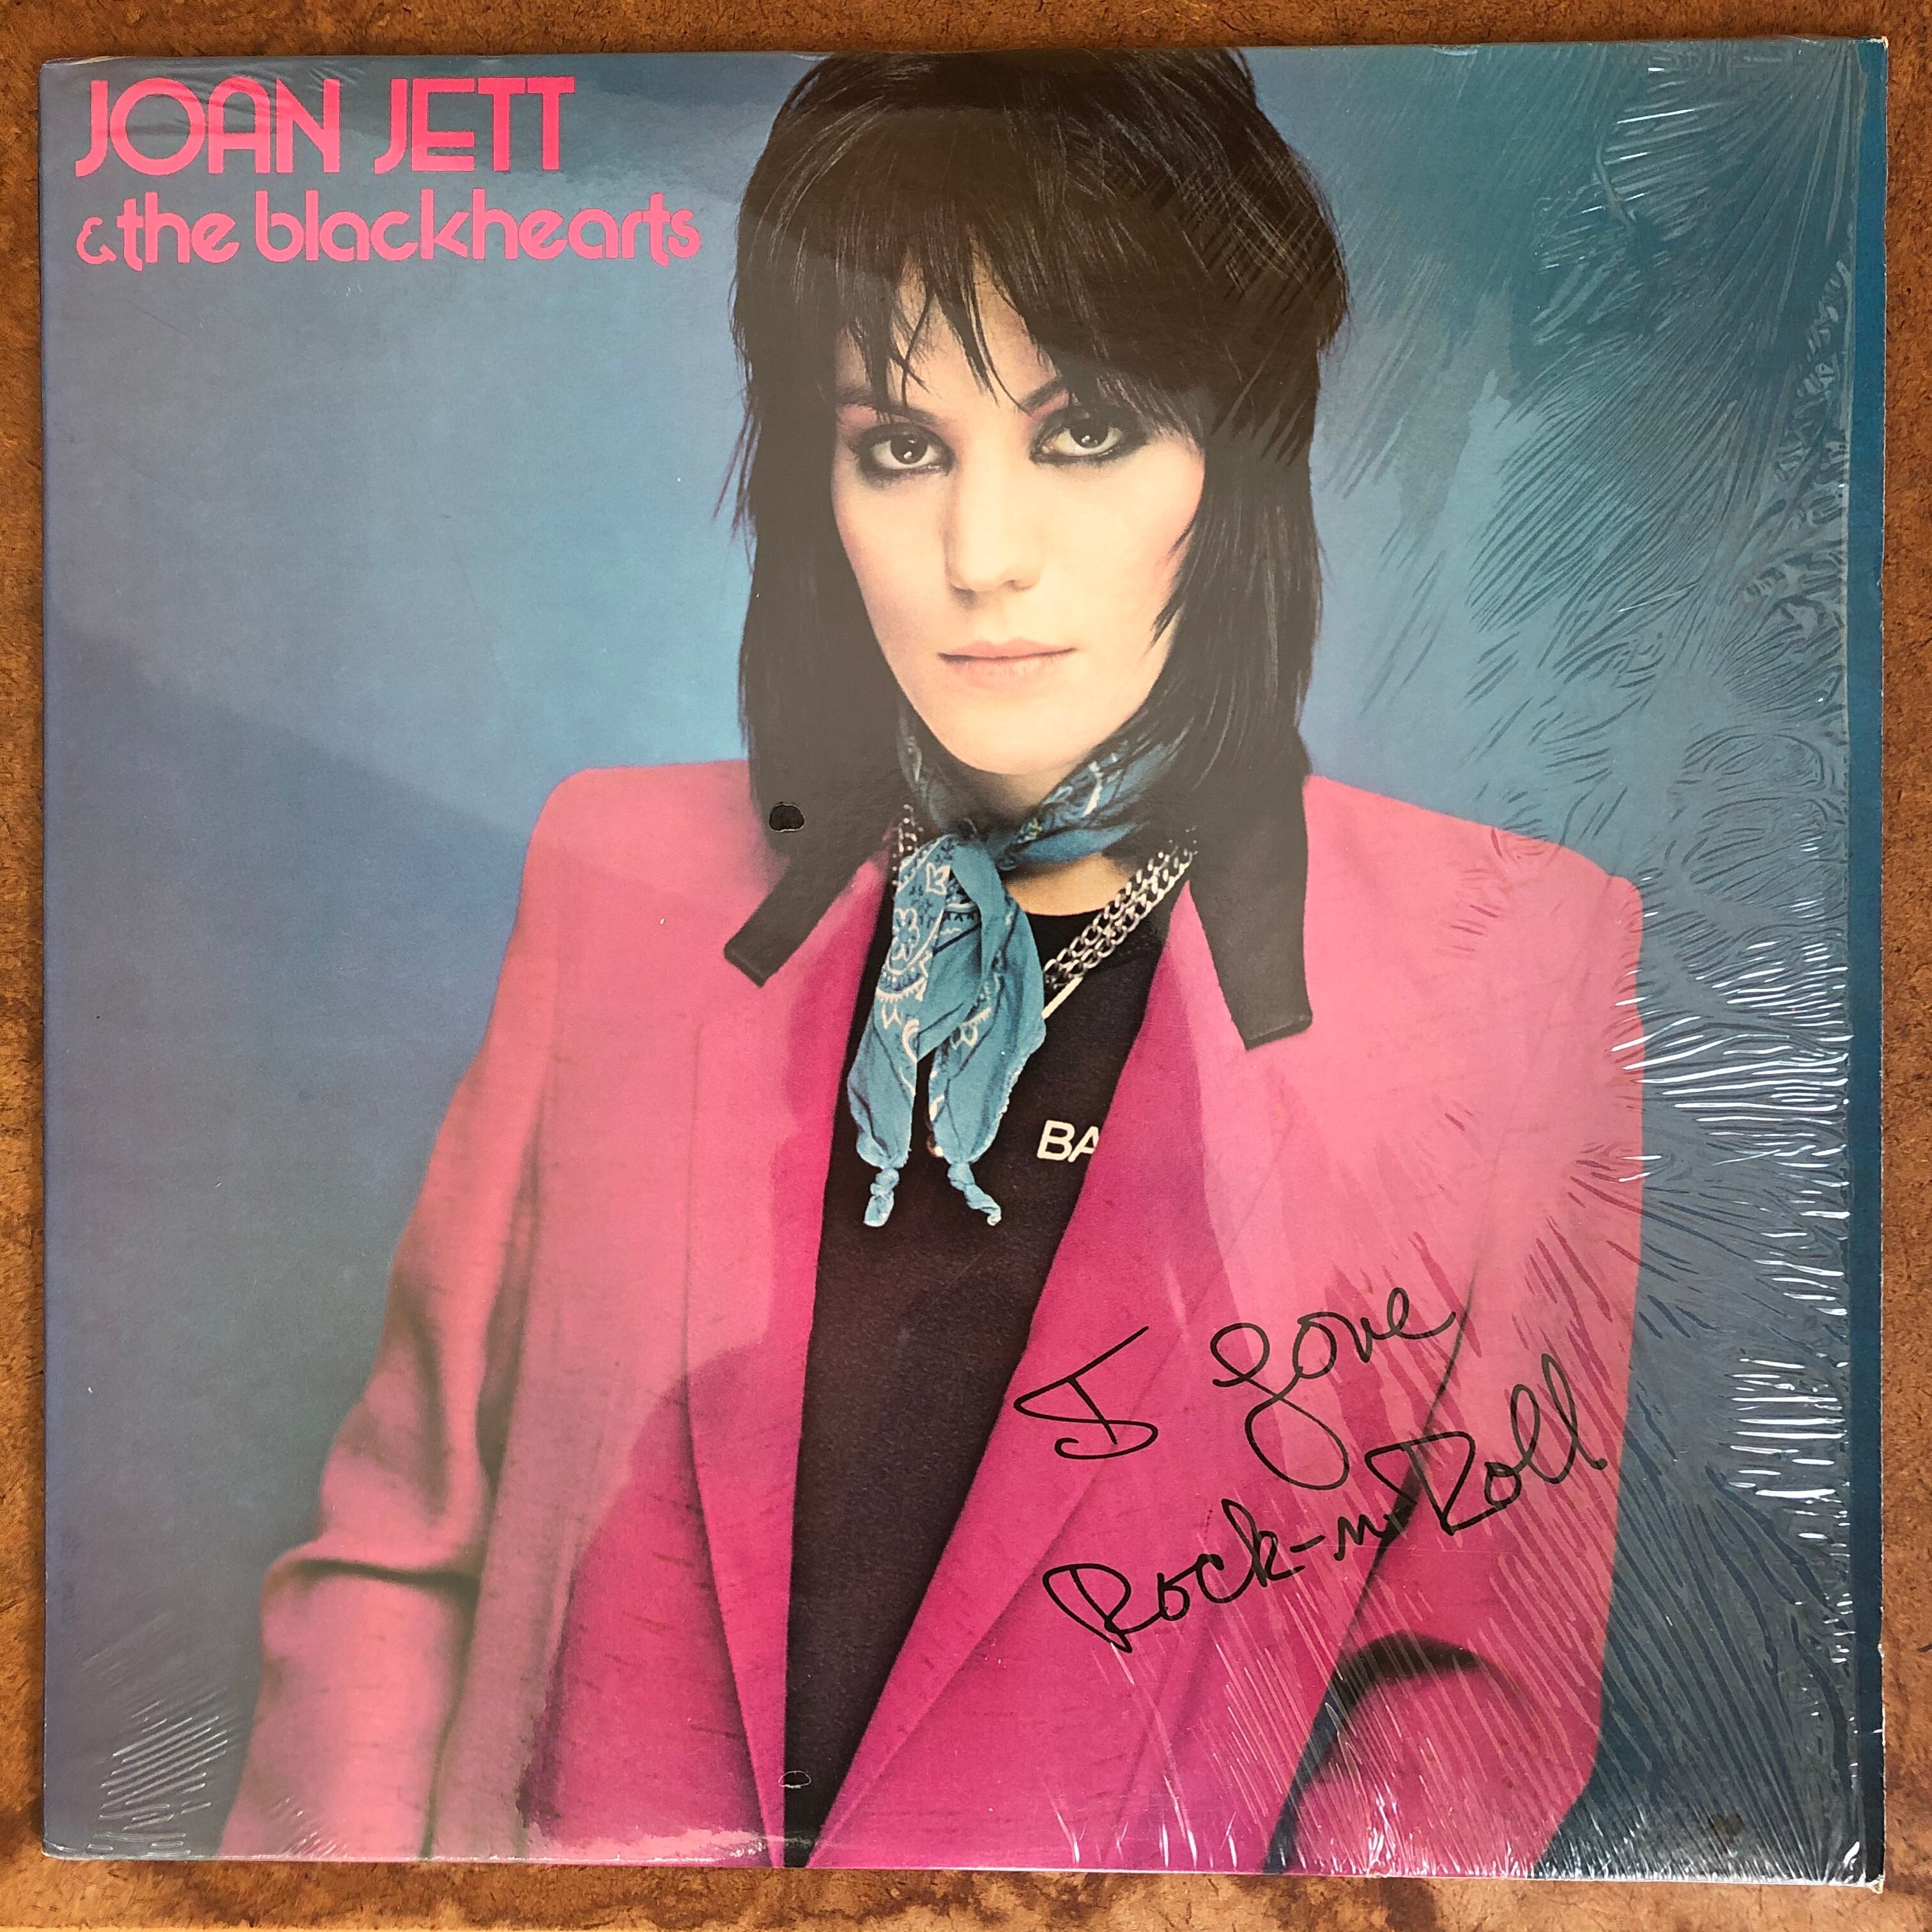 JOAN JETT
& the blackhearts
BA
I Love
Rock-n-Roll